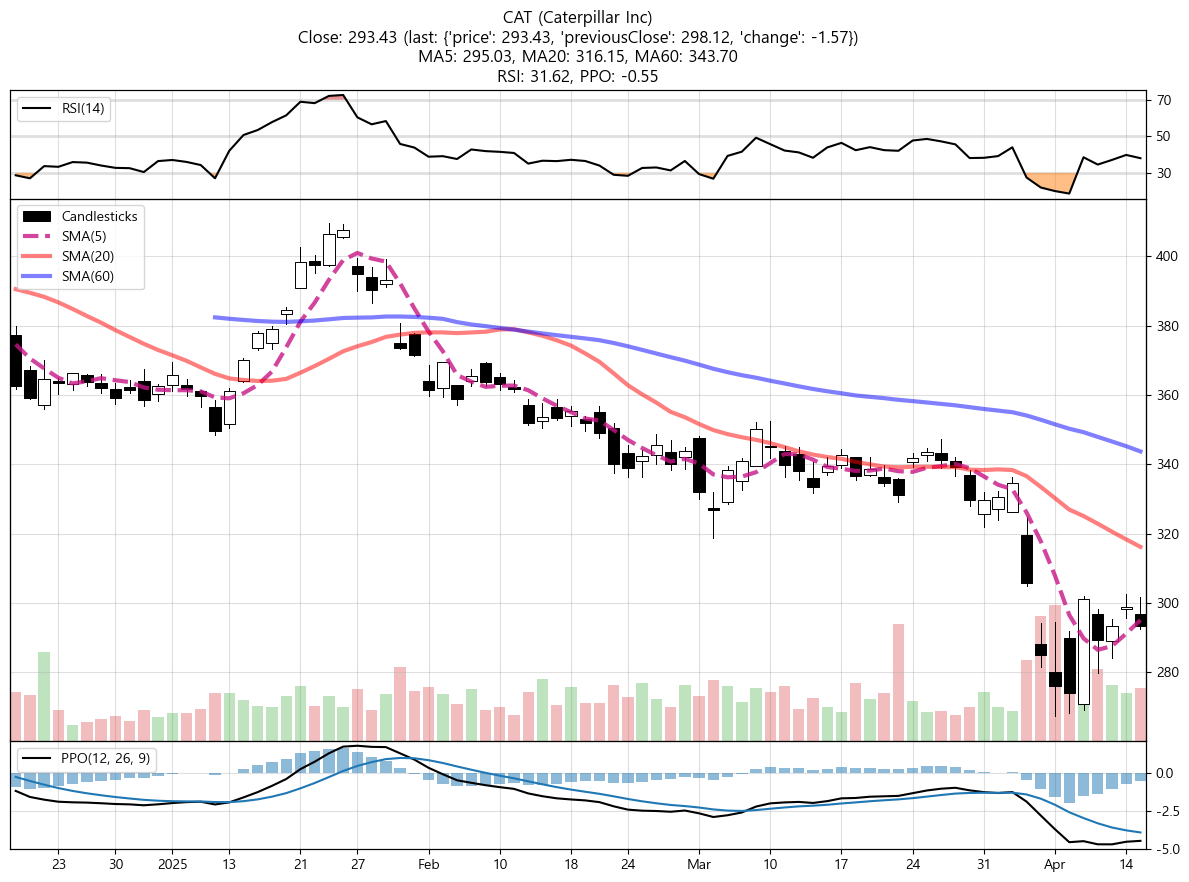 CAT (Caterpillar Inc)
Close: 293.43 (last: {'price': 293.43, 'previousClose': 298.12, 'change': -1.57})
MA5: 295.03, MA20: 316.15, MA60: 343.70
RSI: 31.62, PPO: -0.55
RSI(14)
70
50
30
Candlesticks
SMA(5)
SMA(20)
SMA(60)
400
380
360
340
320
300
280
PPO(12, 26, 9)
0.0
-2.5
-5.0
23 30 2025 13 21 27 Feb 10 18 24 Mar 10 17 24 31 Apr 14